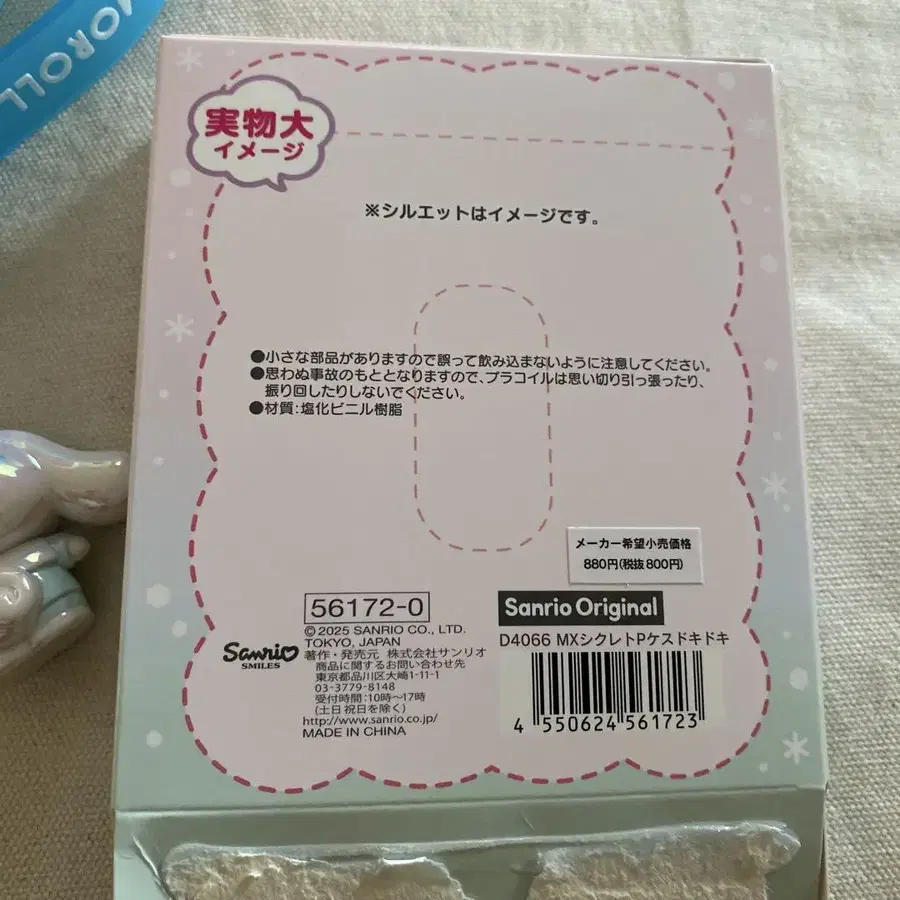 MOROLL
実物大
イメージ
※シルエットはイメージです。
●小さな部品がありますので誤って飲み込まないように注意してください。
●思わぬ事故のもととなりますので、プラコイルは思い切り引っ張ったり、
振り回したりしないでください。
●材質:塩化ビニル樹脂
メーカー希望小売価格
880円(税抜800円)
56172-0
© 2025 SANRIO CO., LTD.
TOKYO, JAPAN
著作・発売元 株式会社サンリオ
商品に関するお問い合わせ先
東京都品川区大崎1-11-1
03-3779-8148
受付時間:10時〜17時
(土日祝日を除く)
http://www.sanrio.co.jp/
MADE IN CHINA
Sanrio
SMILES
Sanrio Original
D4066 MXシクレトPケスドキドキ
4 550624 561723